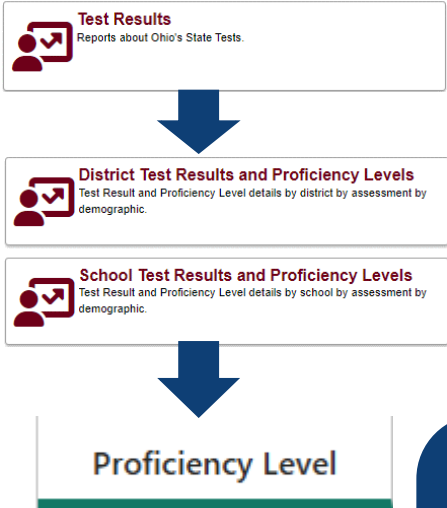 Test Results
Reports about Ohio's State Tests.
District Test Results and Proficiency Levels
Test Result and Proficiency Level details by district by assessment by
demographic.
School Test Results and Proficiency Levels
Test Result and Proficiency Level details by school by assessment by
demographic.
Proficiency Level